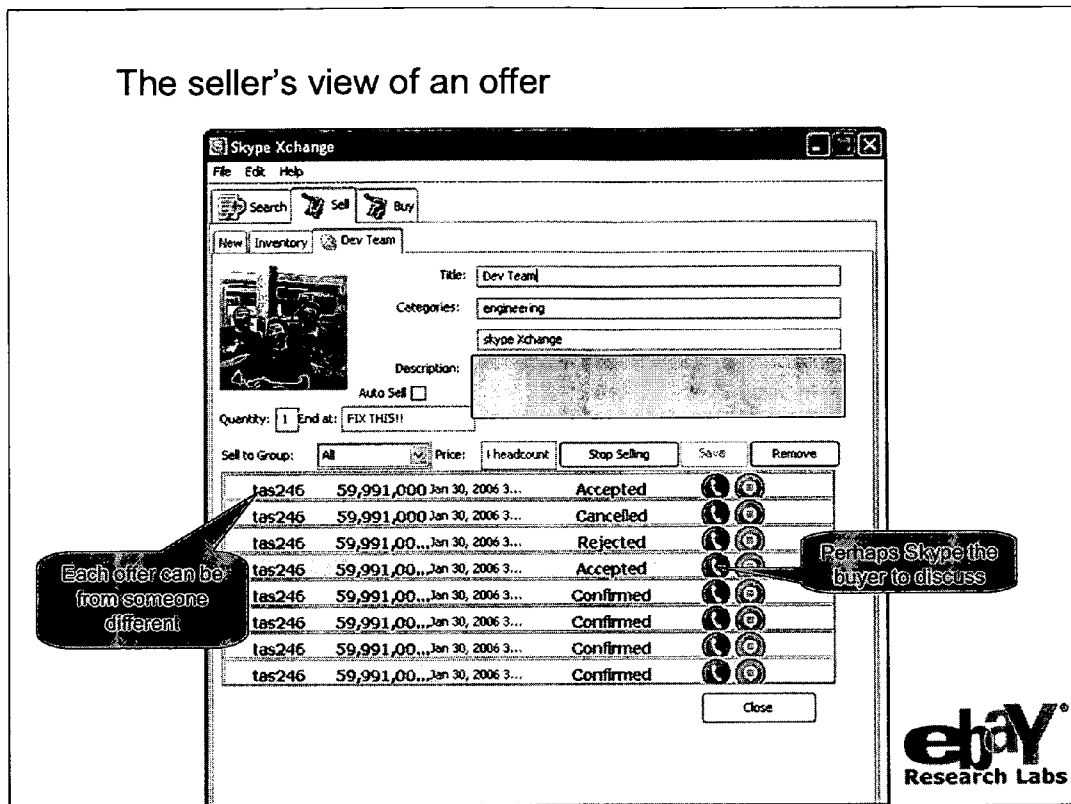 The seller's view of an offer
Skype Xchange
File Edit Help
Search Sell Buy
New Inventory Dev Team
Title: Dev Team
Categories: engineering
skype Xchange
Description:
Auto Sell
Quantity: 1 End at: FIX THIS!!
Sell to Group: All Price: headcount Stop Selling Save Remove
tas246 59,991,000 Jan 30, 2006 3... Accepted
tas246 59,991,000 Jan 30, 2006 3... Cancelled
tas246 59,991,00... Jan 30, 2006 3... Rejected
tas246 59,991,00... Jan 30, 2006 3... Accepted
tas246 59,991,00... Jan 30, 2006 3... Confirmed
tas246 59,991,00... Jan 30, 2006 3... Confirmed
tas246 59,991,00... Jan 30, 2006 3... Confirmed
tas246 59,991,00... Jan 30, 2006 3... Confirmed
Each offer can be
from someone
different
Perhaps Skype the
buyer to discuss
Close
ebaY®
Research Labs